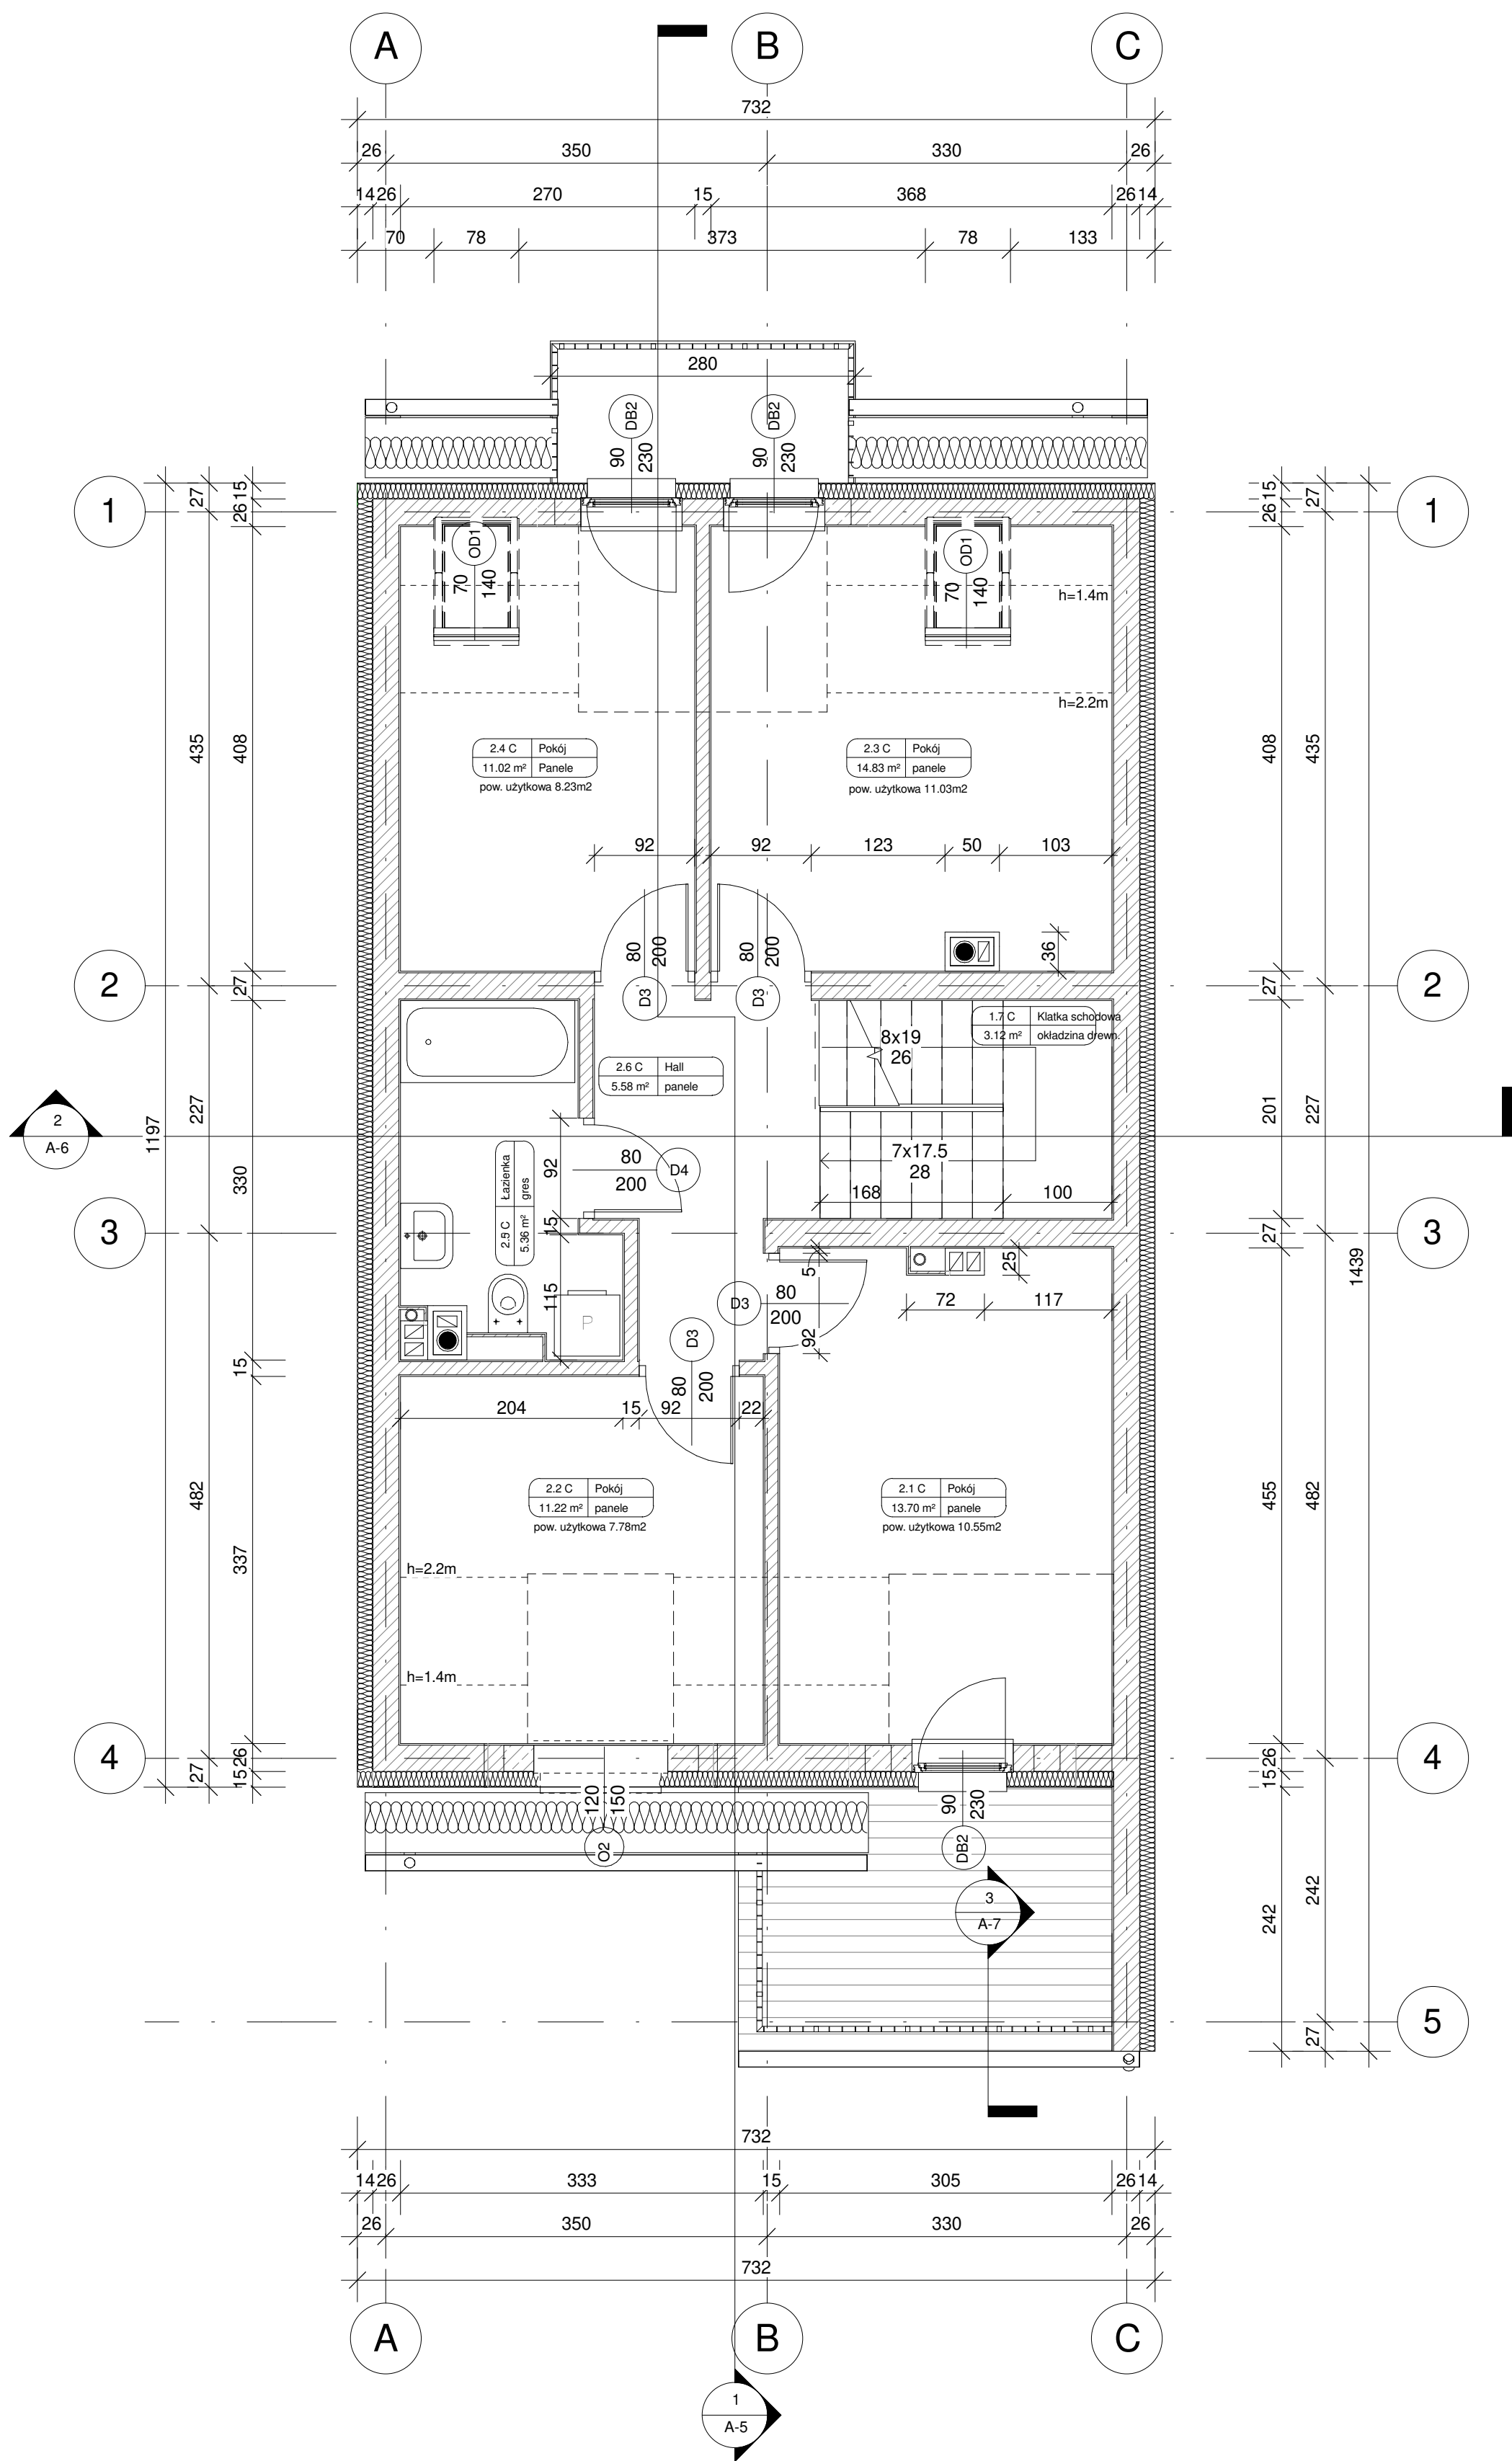 A B C
732
26 350 330 26
14 26 270 15 368 26 14
70 78 373 78 133
280
DB2 DB2
90 230 90 230
1 27 26 15 26 15 27 1
OD1 OD1
70 140 70 140
h=1.4m
h=2.2m
435 408 408 435
2.4 C Pokój
11.02 m² Panele
pow. użytkowa 8.23m2
2.3 C Pokój
14.83 m² panele
pow. użytkowa 11.03m2
92 92 123 50 103
80 200 80 200 36
D3 D3
2 27 27 2
1.7 C Klatka schodowa
3.12 m² okładzina drewn.
8x19
26
2.6 C Hall
5.58 m² panele
2
A-6
1197 227 330 201 227
7x17.5
28
168 100
2.5 C Łazienka
5.36 m² gres
92 15 115
80
200
D4
3 27 3
1439
5 25
D3
80
200
92
72 117
P
D3
80 200
15
204 15 92 22
2.2 C Pokój
11.22 m² panele
pow. użytkowa 7.78m2
2.1 C Pokój
13.70 m² panele
pow. użytkowa 10.55m2
482 337 455 482
h=2.2m
h=1.4m
4 27 26 15 26 15 4
120 150 90 230
O2 DB2
3
A-7
242 242
5
27
732
14 26 333 15 305 26 14
26 350 330 26
732
A B C
1
A-5